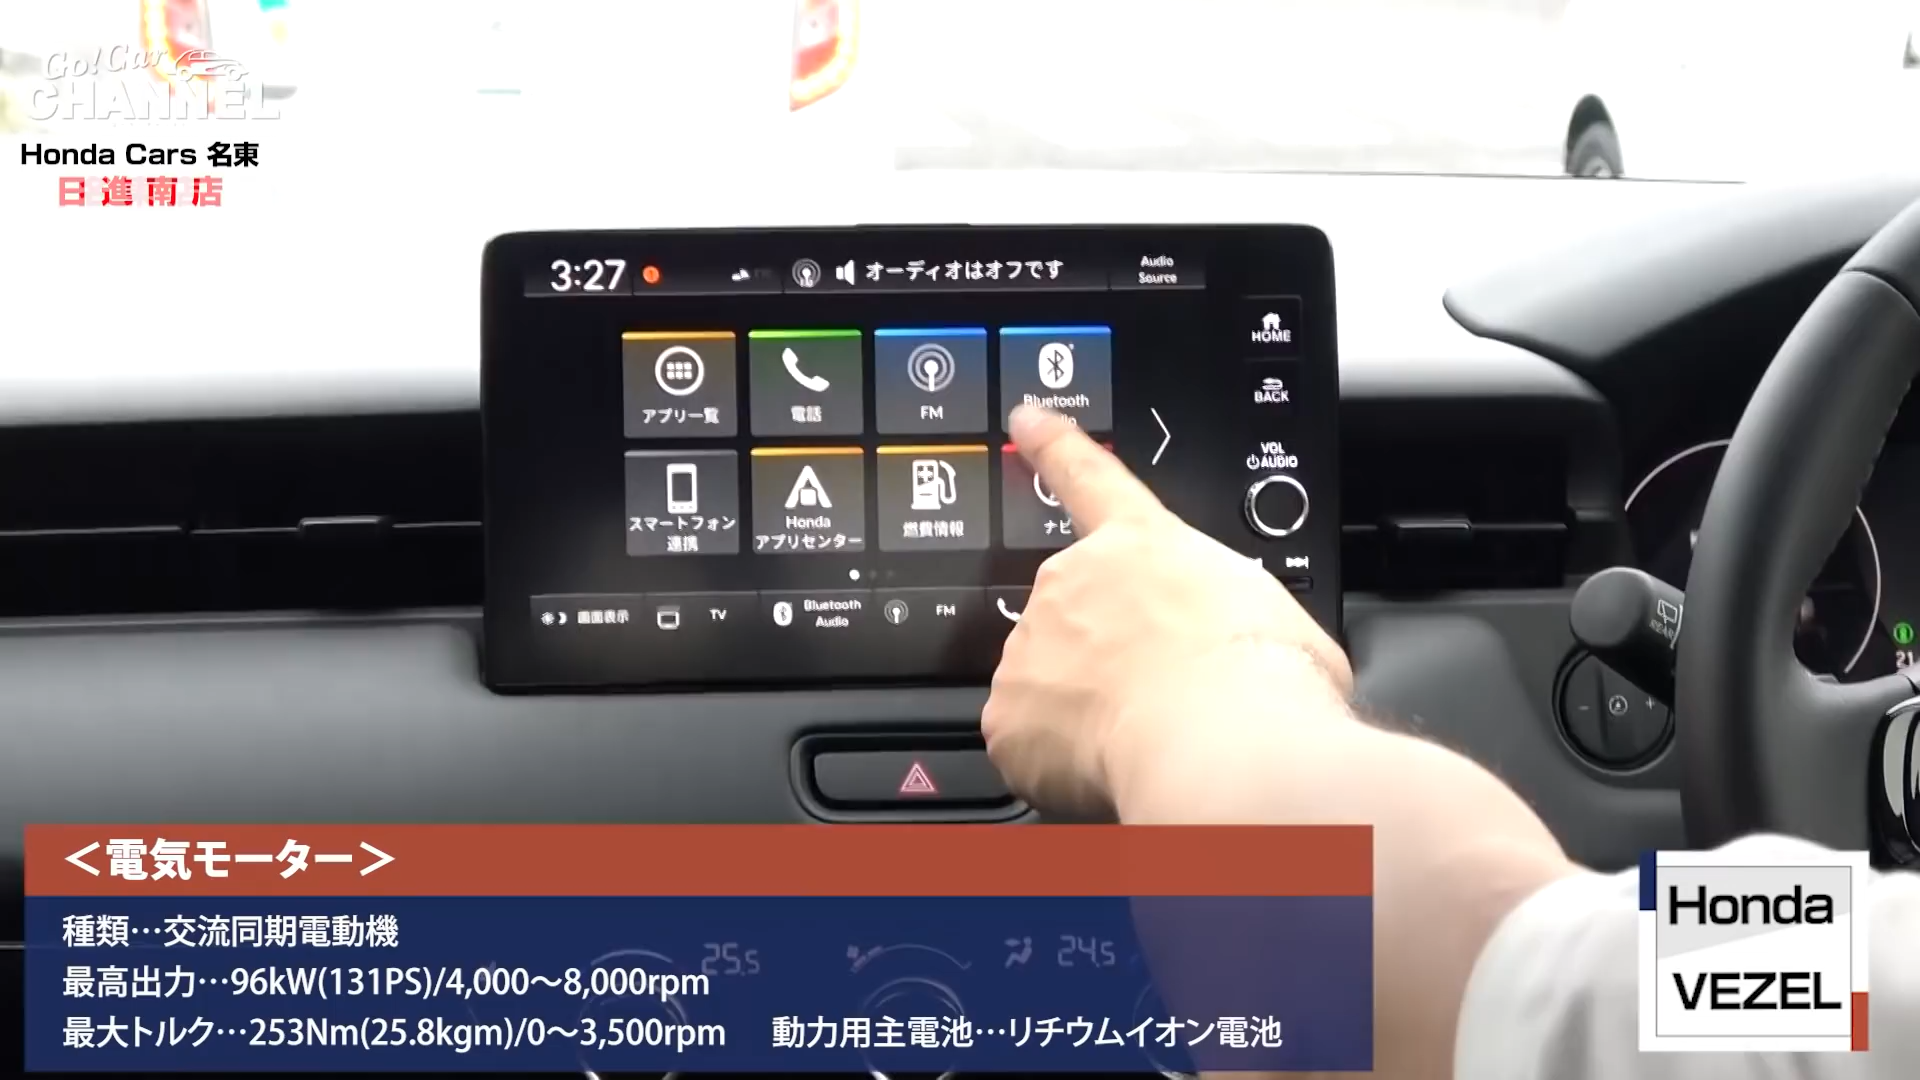 Go! Car
CHANNEL
Honda Cars 名東
日進南店
3:27
オーディオはオフです
Audio
Source
HOME
BACK
VOL
AUDIO
アプリ一覧
電話
FM
Bluetooth
スマートフォン
連携
Honda
アプリセンター
燃費情報
ナビ
画面表示
TV
Bluetooth
Audio
FM
21
<電気モーター>
種類…交流同期電動機
最高出力…96kW(131PS)/4,000～8,000rpm
最大トルク…253Nm(25.8kgm)/0～3,500rpm
動力用主電池…リチウムイオン電池
25.5
24.5
Honda
VEZEL